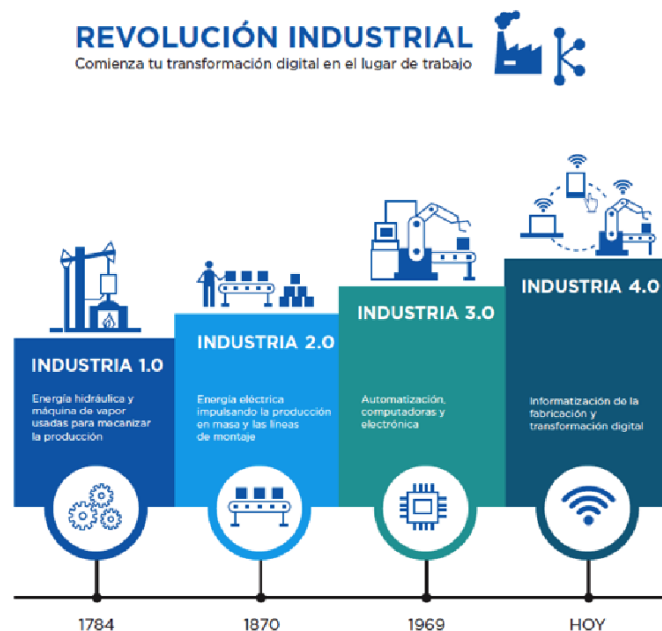 REVOLUCIÓN INDUSTRIAL
Comienza tu transformación digital en el lugar de trabajo
INDUSTRIA 1.0
Energía hidráulica y
máquina de vapor
usadas para mecanizar
la producción
INDUSTRIA 2.0
Energía eléctrica
impulsando la producción
en masa y las líneas
de montaje
INDUSTRIA 3.0
Automatización,
computadoras y
electrónica
INDUSTRIA 4.0
Informatización de la
fabricación y
transformación digital
1784
1870
1969
HOY